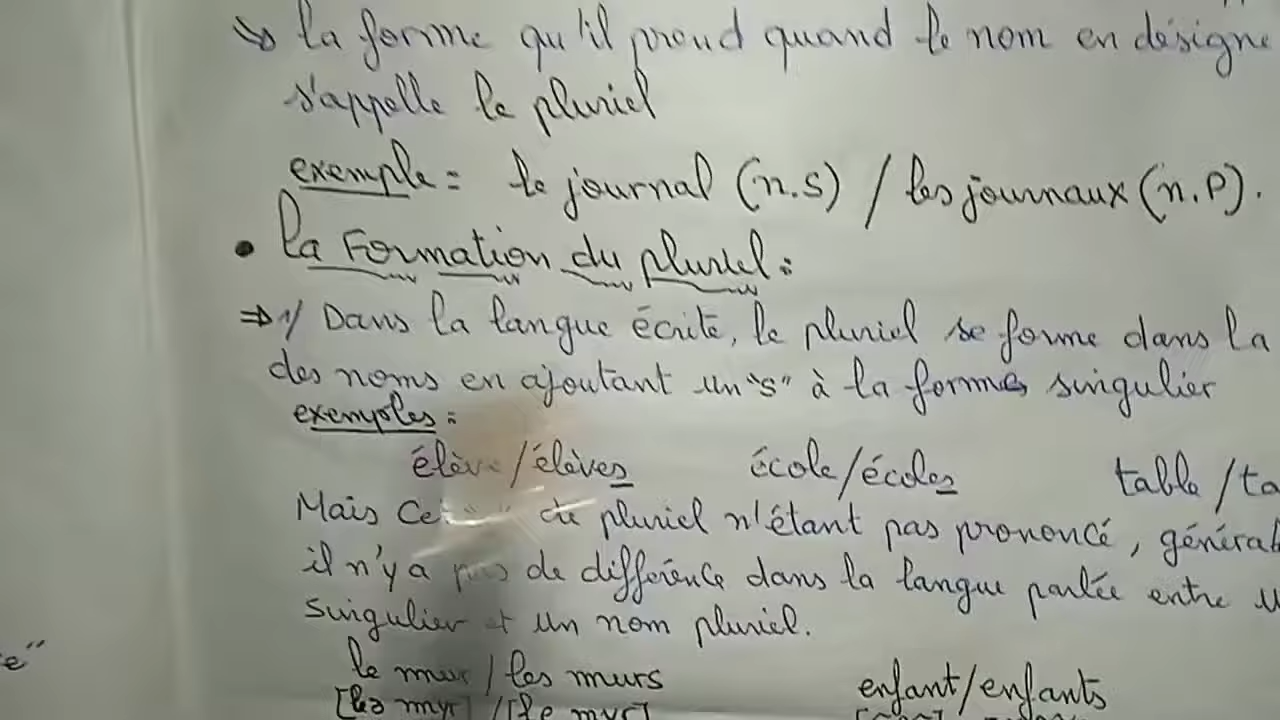 la forme qu'il prend quand le nom en désigne
s'appelle le pluriel
exemple : le journal (n.s) / les journaux (n.p).
• la Formation du pluriel :
⇒ 1/ Dans la langue écrite, le pluriel se forme dans la
des noms en ajoutant un "s" à la forme singulier
exemples :
élève/élèves école/écoles table/ta
Mais ce de pluriel n'étant pas prononcé, général
il n'y a pas de différence dans la langue parlée entre u
singulier et un nom pluriel.
e"
le mur / les murs enfant/enfants